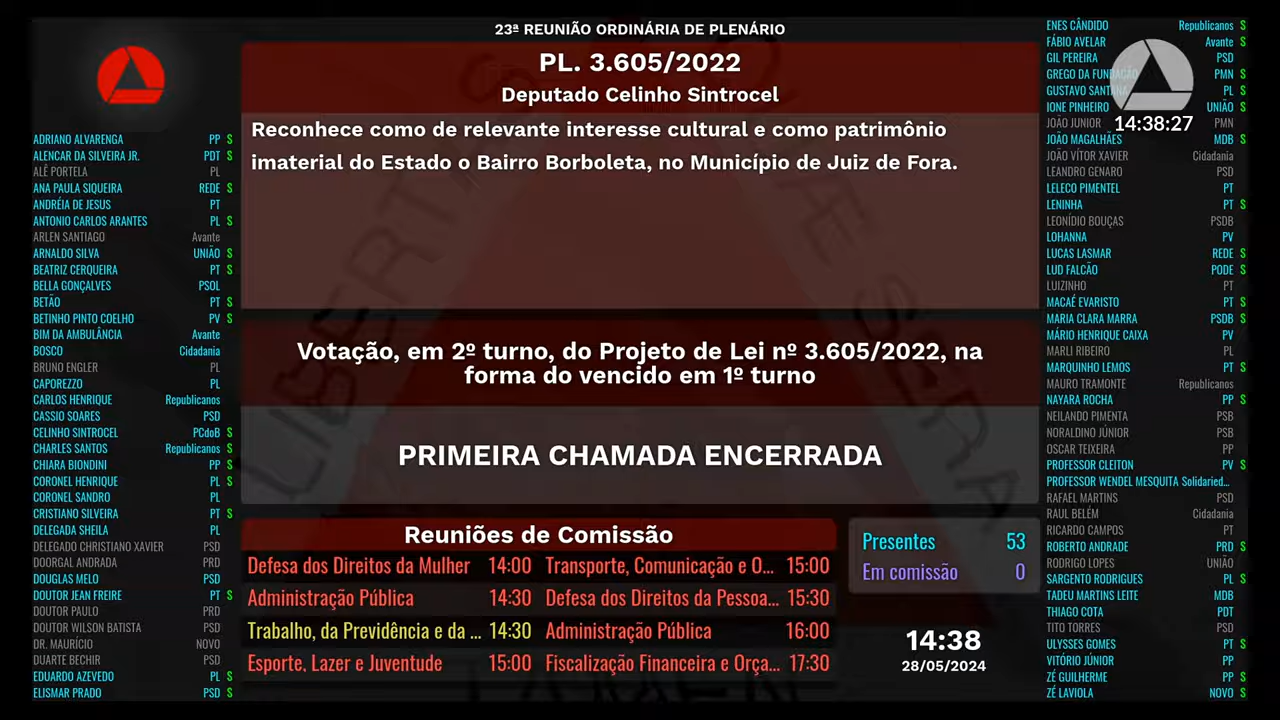 23ª REUNIÃO ORDINÁRIA DE PLENÁRIO
PL. 3.605/2022
Deputado Celinho Sintrocel
Reconhece como de relevante interesse cultural e como patrimônio
imaterial do Estado o Bairro Borboleta, no Município de Juiz de Fora.
Votação, em 2º turno, do Projeto de Lei nº 3.605/2022, na
forma do vencido em 1º turno
PRIMEIRA CHAMADA ENCERRADA
Reuniões de Comissão
Defesa dos Direitos da Mulher 14:00 Transporte, Comunicação e O... 15:00
Administração Pública 14:30 Defesa dos Direitos da Pessoa... 15:30
Trabalho, da Previdência e da ... 14:30 Administração Pública 16:00
Esporte, Lazer e Juventude 15:00 Fiscalização Financeira e Orça... 17:30
Presentes 53
Em comissão 0
14:38
28/05/2024
ADRIANO ALVARENGA PP S
ALENCAR DA SILVEIRA JR. PDT S
ALÊ PORTELA PL
ANA PAULA SIQUEIRA REDE S
ANDRÉIA DE JESUS PT
ANTONIO CARLOS ARANTES PL S
ARLEN SANTIAGO Avante
ARNALDO SILVA UNIÃO S
BEATRIZ CERQUEIRA PT S
BELLA GONÇALVES PSOL
BETÃO PT S
BETINHO PINTO COELHO PV S
BIM DA AMBULÂNCIA Avante
BOSCO Cidadania
BRUNO ENGLER PL
CAPOREZZO PL
CARLOS HENRIQUE Republicanos
CASSIO SOARES PSD
CELINHO SINTROCEL PCdoB S
CHARLES SANTOS Republicanos S
CHIARA BIONDINI PP S
CORONEL HENRIQUE PL S
CORONEL SANDRO PL
CRISTIANO SILVEIRA PT S
DELEGADA SHEILA PL
DELEGADO CHRISTIANO XAVIER PSD
DOORGAL ANDRADA PRD
DOUGLAS MELO PSD
DOUTOR JEAN FREIRE PT S
DOUTOR PAULO PRD
DOUTOR WILSON BATISTA PSD
DR. MAURÍCIO NOVO
DUARTE BECHIR PSD
EDUARDO AZEVEDO PL S
ELISMAR PRADO PSD S
ENES CÂNDIDO Republicanos S
FÁBIO AVELAR Avante S
GIL PEREIRA PSD
GREGO DA FUNDAÇÃO PMN S
GUSTAVO SANTANA PL S
IONE PINHEIRO UNIÃO S
JOÃO JUNIOR PMN
14:38:27
JOÃO MAGALHÃES MDB S
JOÃO VÍTOR XAVIER Cidadania
LEANDRO GENARO PSD
LELECO PIMENTEL PT
LENINHA PT S
LEONÍDIO BOUÇAS PSDB
LOHANNA PV
LUCAS LASMAR REDE S
LUD FALCÃO PODE S
LUIZINHO PT
MACAÉ EVARISTO PT S
MARIA CLARA MARRA PSDB S
MÁRIO HENRIQUE CAIXA PV
MARLI RIBEIRO PL
MARQUINHO LEMOS PT S
MAURO TRAMONTE Republicanos
NAYARA ROCHA PP S
NEILANDO PIMENTA PSB
NORALDINO JÚNIOR PSB
OSCAR TEIXEIRA PP
PROFESSOR CLEITON PV S
PROFESSOR WENDEL MESQUITA Solidaried...
RAFAEL MARTINS PSD
RAUL BELÉM Cidadania
RICARDO CAMPOS PT
ROBERTO ANDRADE PRD S
RODRIGO LOPES UNIÃO
SARGENTO RODRIGUES PL S
TADEU MARTINS LEITE MDB
THIAGO COTA PDT
TITO TORRES PSD
ULYSSES GOMES PT S
VITÓRIO JÚNIOR PP
ZÉ GUILHERME PP S
ZÉ LAVIOLA NOVO S